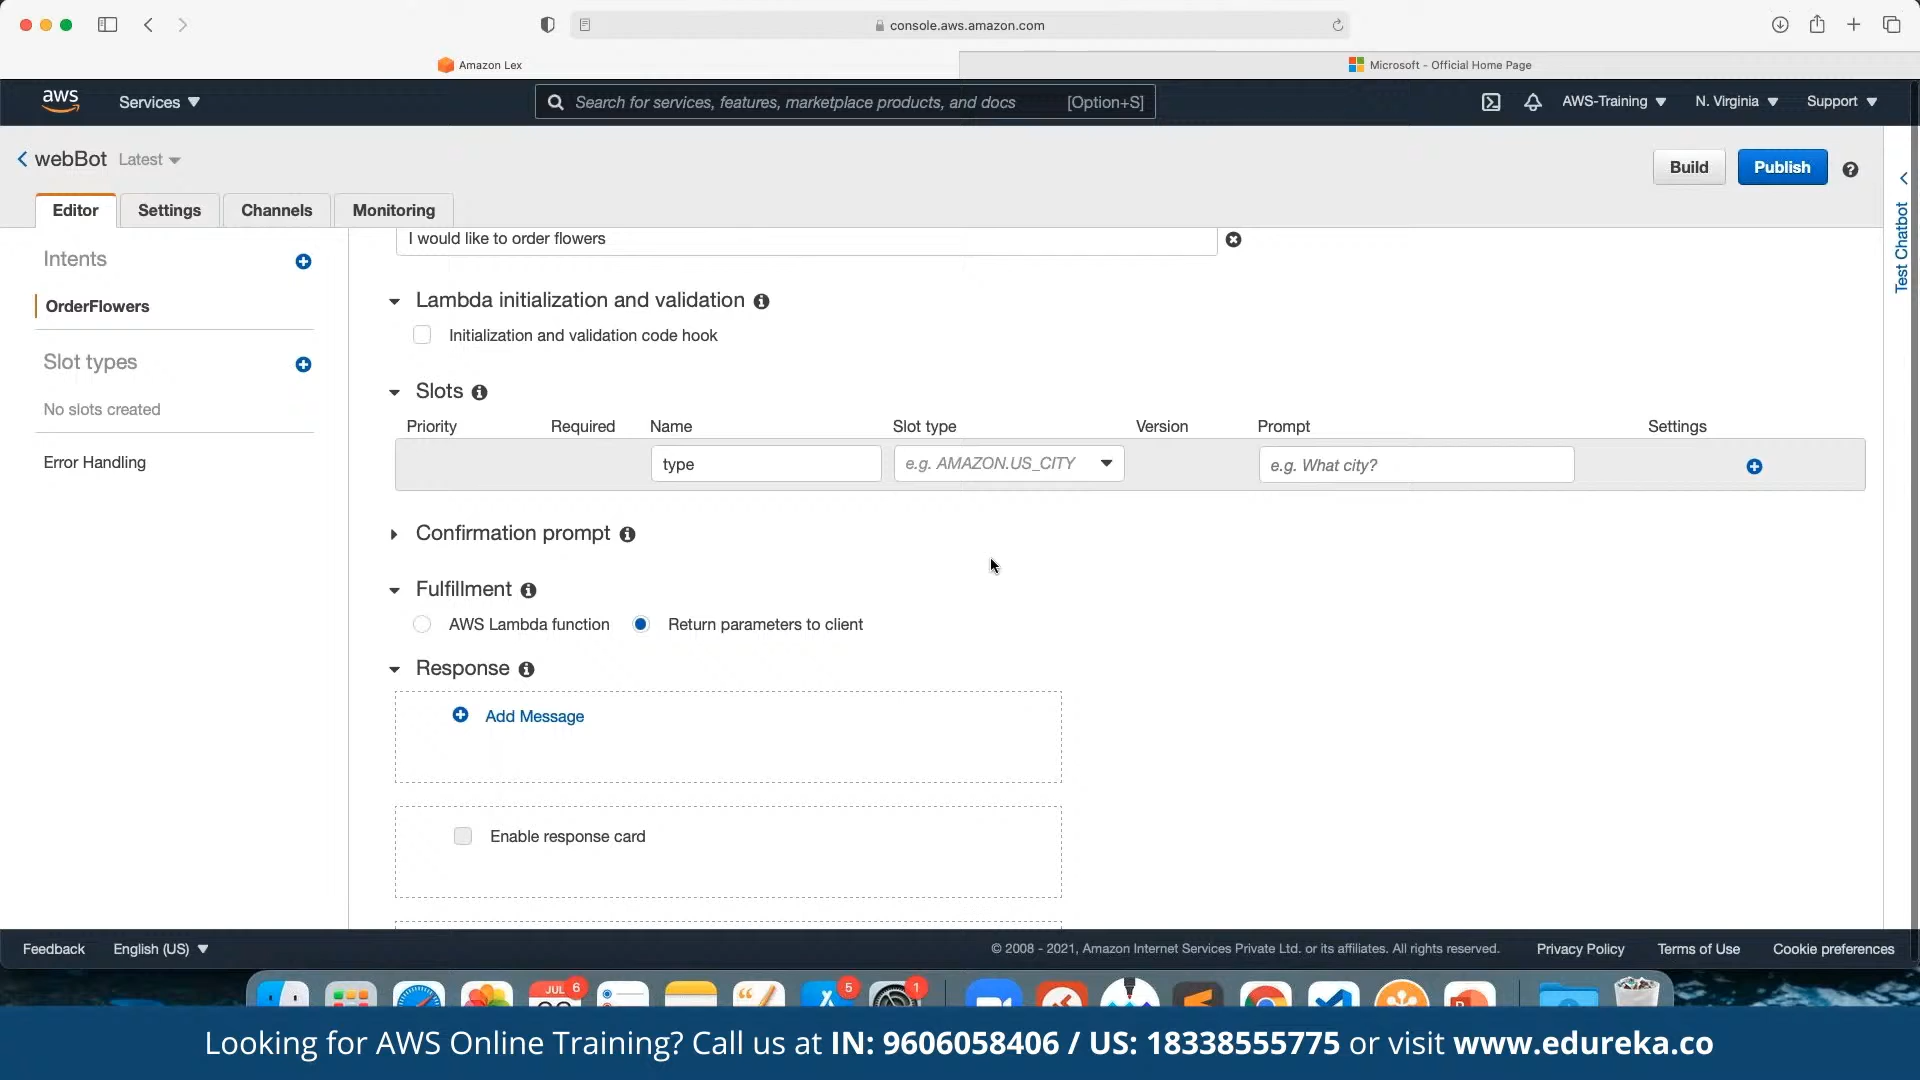 console.aws.amazon.com
Amazon Lex
Microsoft - Official Home Page
aws
Services
Search for services, features, marketplace products, and docs
[Option+S]
AWS-Training
N. Virginia
Support
webBot
Latest
Build
Publish
Editor
Settings
Channels
Monitoring
Test Chatbot
Intents
OrderFlowers
Slot types
No slots created
Error Handling
I would like to order flowers
Lambda initialization and validation
Initialization and validation code hook
Slots
Priority Required Name Slot type Version Prompt Settings
type
e.g. AMAZON.US_CITY
e.g. What city?
Confirmation prompt
Fulfillment
AWS Lambda function
Return parameters to client
Response
Add Message
Enable response card
Feedback
English (US)
© 2008 - 2021, Amazon Internet Services Private Ltd. or its affiliates. All rights reserved.
Privacy Policy
Terms of Use
Cookie preferences
JUL 6
5
1
Looking for AWS Online Training? Call us at IN: 9606058406 / US: 18338555775 or visit www.edureka.co